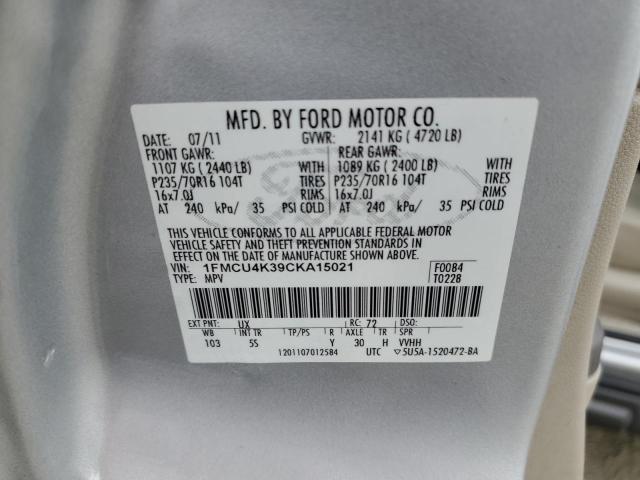 MFD. BY FORD MOTOR CO.
DATE: 07/11 GVWR: 2141 KG ( 4720 LB)
FRONT GAWR: REAR GAWR:
1107 KG ( 2440 LB) WITH 1089 KG ( 2400 LB) WITH
P235/70R16 104T TIRES P235/70R16 104T TIRES
16x7.0J RIMS 16x7.0J RIMS
AT 240 kPa/ 35 PSI COLD AT 240 kPa/ 35 PSI COLD
THIS VEHICLE CONFORMS TO ALL APPLICABLE FEDERAL MOTOR
VEHICLE SAFETY AND THEFT PREVENTION STANDARDS IN
EFFECT ON THE DATE OF MANUFACTURE SHOWN ABOVE.
VIN: 1FMCU4K39CKA15021 F0084
TYPE: MPV T0228
EXT PNT: UX RC: 72 DSO:
WB INT TR TP/PS R AXLE TR SPR
103 5S Y 30 H VVHH
1201107012584 UTC ▽5U5A-1520472-BA